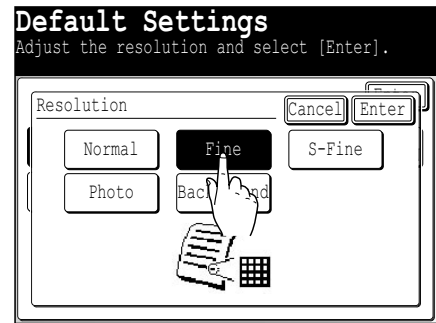 Default Settings
Adjust the resolution and select [Enter].
Resolution
Cancel Enter
Normal Fine S-Fine
Photo